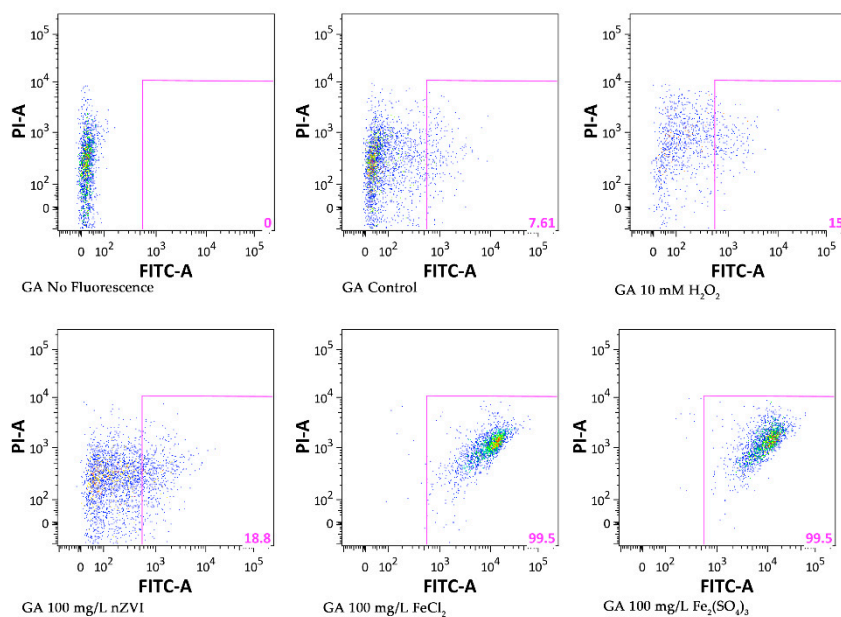 PI-A
10⁵
10⁴
10³
10²
0
0
0 10² 10³ 10⁴ 10⁵
FITC-A
GA No Fluorescence
PI-A
10⁵
10⁴
10³
10²
0
7.61
0 10² 10³ 10⁴ 10⁵
FITC-A
GA Control
PI-A
10⁵
10⁴
10³
10²
0
15
0 10² 10³ 10⁴ 10⁵
FITC-A
GA 10 mM H₂O₂
PI-A
10⁵
10⁴
10³
10²
0
18.8
0 10² 10³ 10⁴ 10⁵
FITC-A
GA 100 mg/L nZVI
PI-A
10⁵
10⁴
10³
10²
0
99.5
0 10² 10³ 10⁴ 10⁵
FITC-A
GA 100 mg/L FeCl₂
PI-A
10⁵
10⁴
10³
10²
0
99.5
0 10² 10³ 10⁴ 10⁵
FITC-A
GA 100 mg/L Fe₂(SO₄)₃